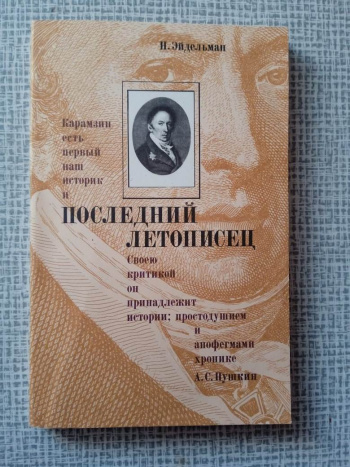 Н. Эйдельман
Карамзин
есть
первый
наш
историк
и
ПОСЛЕДНИЙ
ЛЕТОПИСЕЦ
Своею
критикой
он
принадлежит
истории; простодушием
и
апофегмами
хронике
А.С. Пушкин